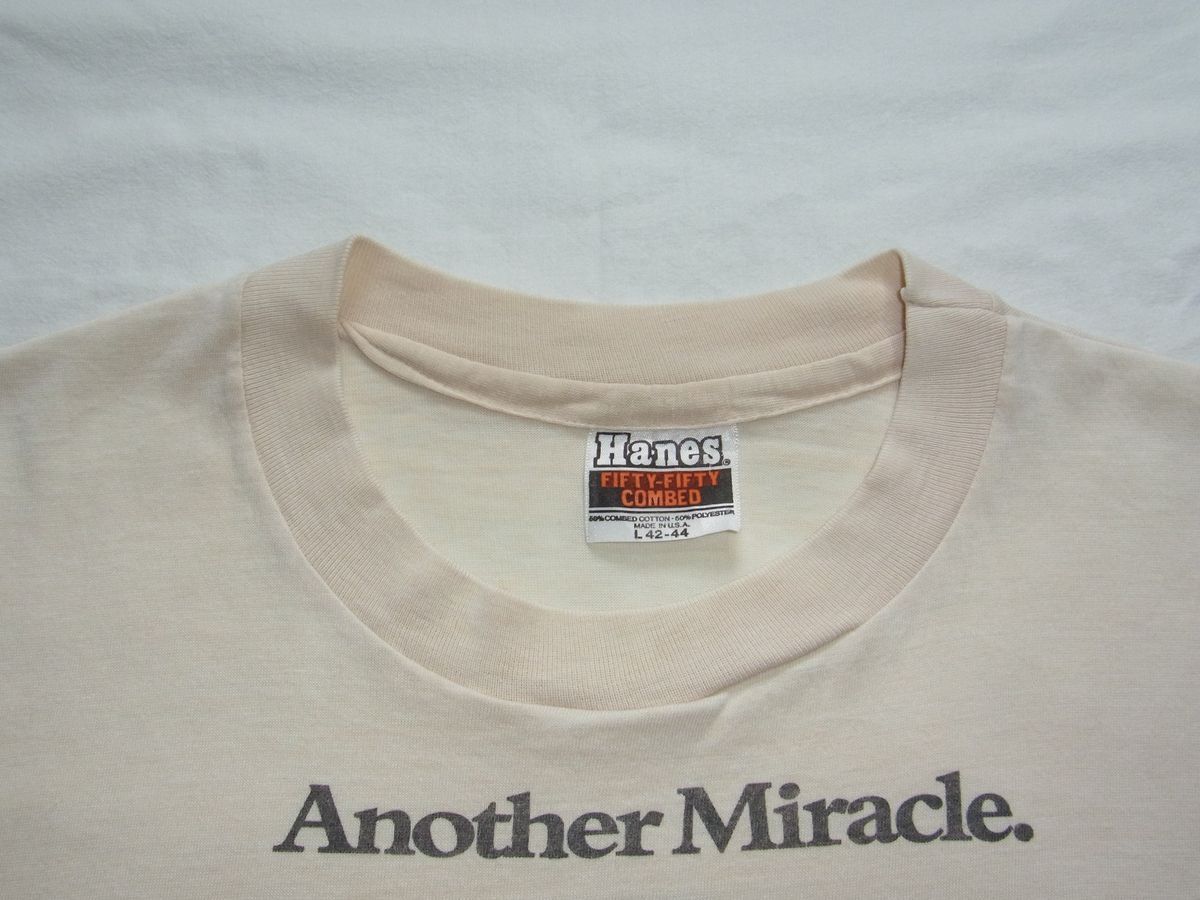 Hanes®
FIFTY-FIFTY
COMBED
50% COMBED COTTON - 50% POLYESTER
MADE IN U.S.A.
L 42-44
Another Miracle.